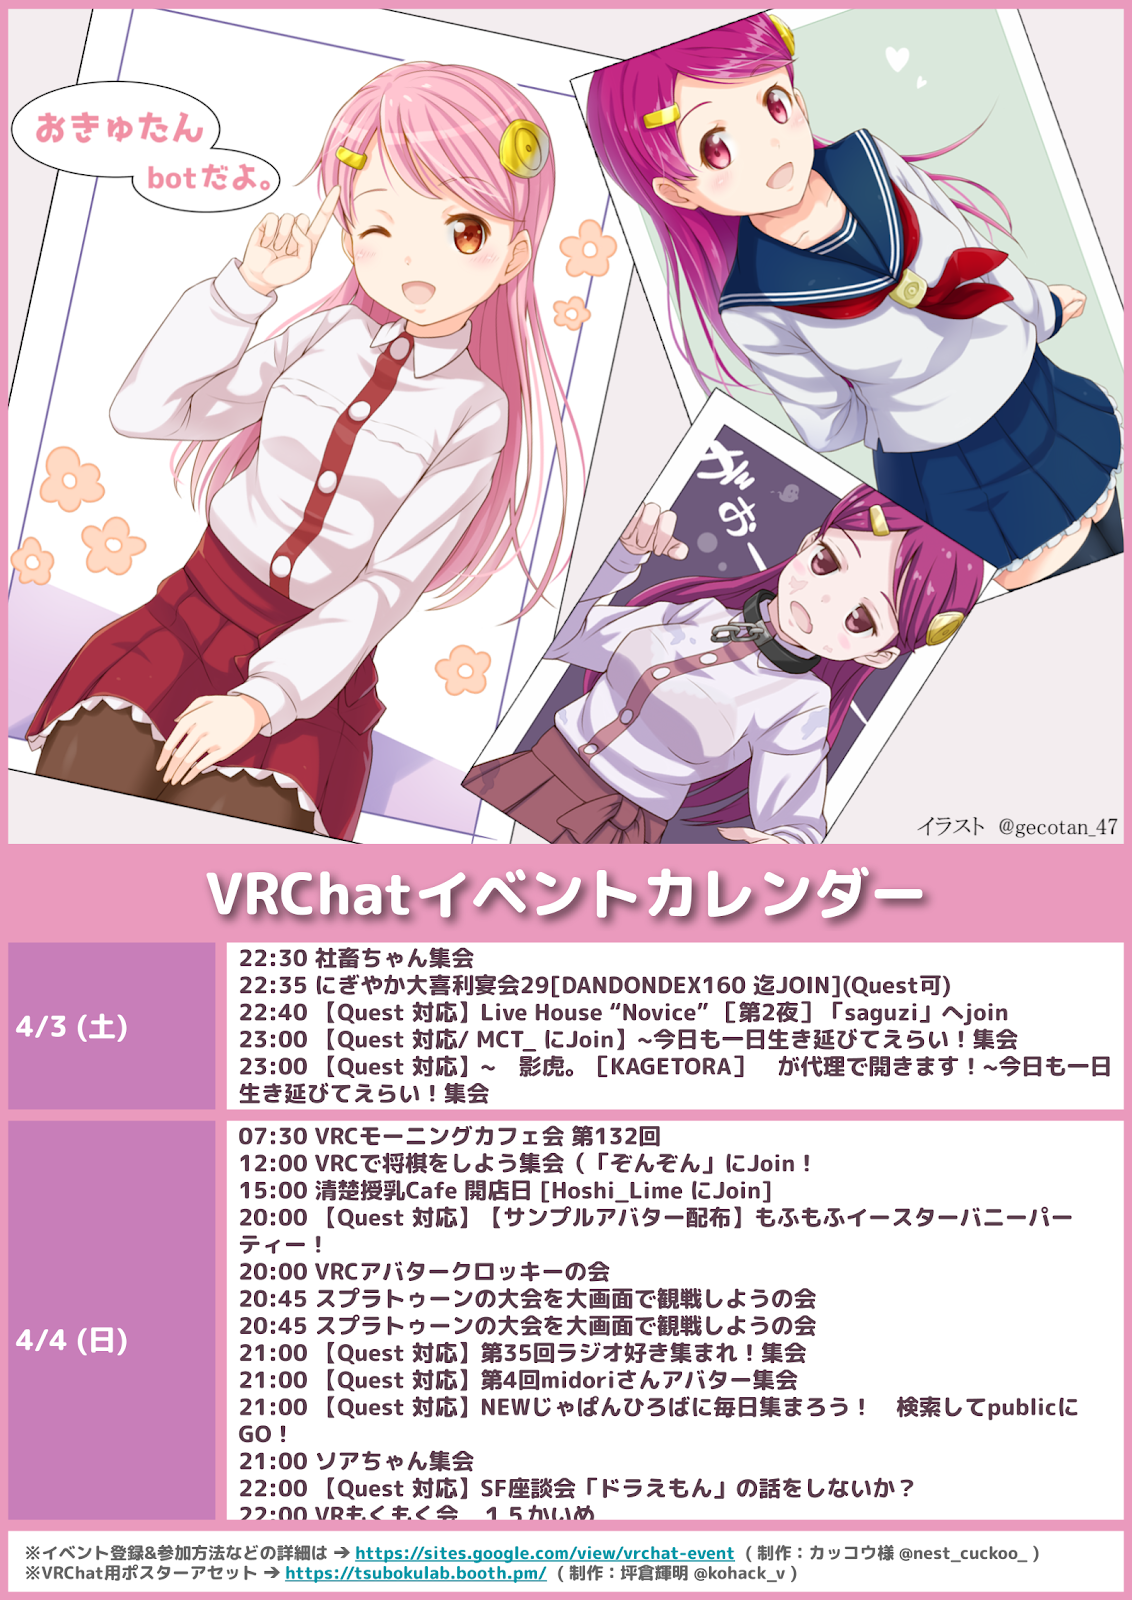 おきゅたん
botだよ。
がおー
イラスト @gecotan_47
VRChatイベントカレンダー
4/3 (土)
22:30 社畜ちゃん集会
22:35 にぎやか大喜利宴会29[DANDONDEX160 迄JOIN](Quest可)
22:40 【Quest 対応】Live House “Novice” ［第2夜］「saguzi」へjoin
23:00 【Quest 対応/ MCT_ にJoin】~今日も一日生き延びてえらい！集会
23:00 【Quest 対応】~　影虎。［KAGETORA］　が代理で開きます！~今日も一日
生き延びてえらい！集会
4/4 (日)
07:30 VRCモーニングカフェ会 第132回
12:00 VRCで将棋をしよう集会（「ぞんぞん」にJoin！
15:00 清楚授乳Cafe 開店日 [Hoshi_Lime にJoin]
20:00 【Quest 対応】【サンプルアバター配布】もふもふイースターバニーパー
ティー！
20:00 VRCアバタークロッキーの会
20:45 スプラトゥーンの大会を大画面で観戦しようの会
20:45 スプラトゥーンの大会を大画面で観戦しようの会
21:00 【Quest 対応】第35回ラジオ好き集まれ！集会
21:00 【Quest 対応】第4回midoriさんアバター集会
21:00 【Quest 対応】NEWじゃぱんひろばに毎日集まろう！　検索してpublicに
GO！
21:00 ソアちゃん集会
22:00 【Quest 対応】SF座談会「ドラえもん」の話をしないか？
22:00 VRもくもく会　１５かいめ
※イベント登録&参加方法などの詳細は ➔ https://sites.google.com/view/vrchat-event （ 制作：カッコウ様 @nest_cuckoo_ ）
※VRChat用ポスターアセット ➔ https://tsubokulab.booth.pm/ （ 制作：坪倉輝明 @kohack_v ）